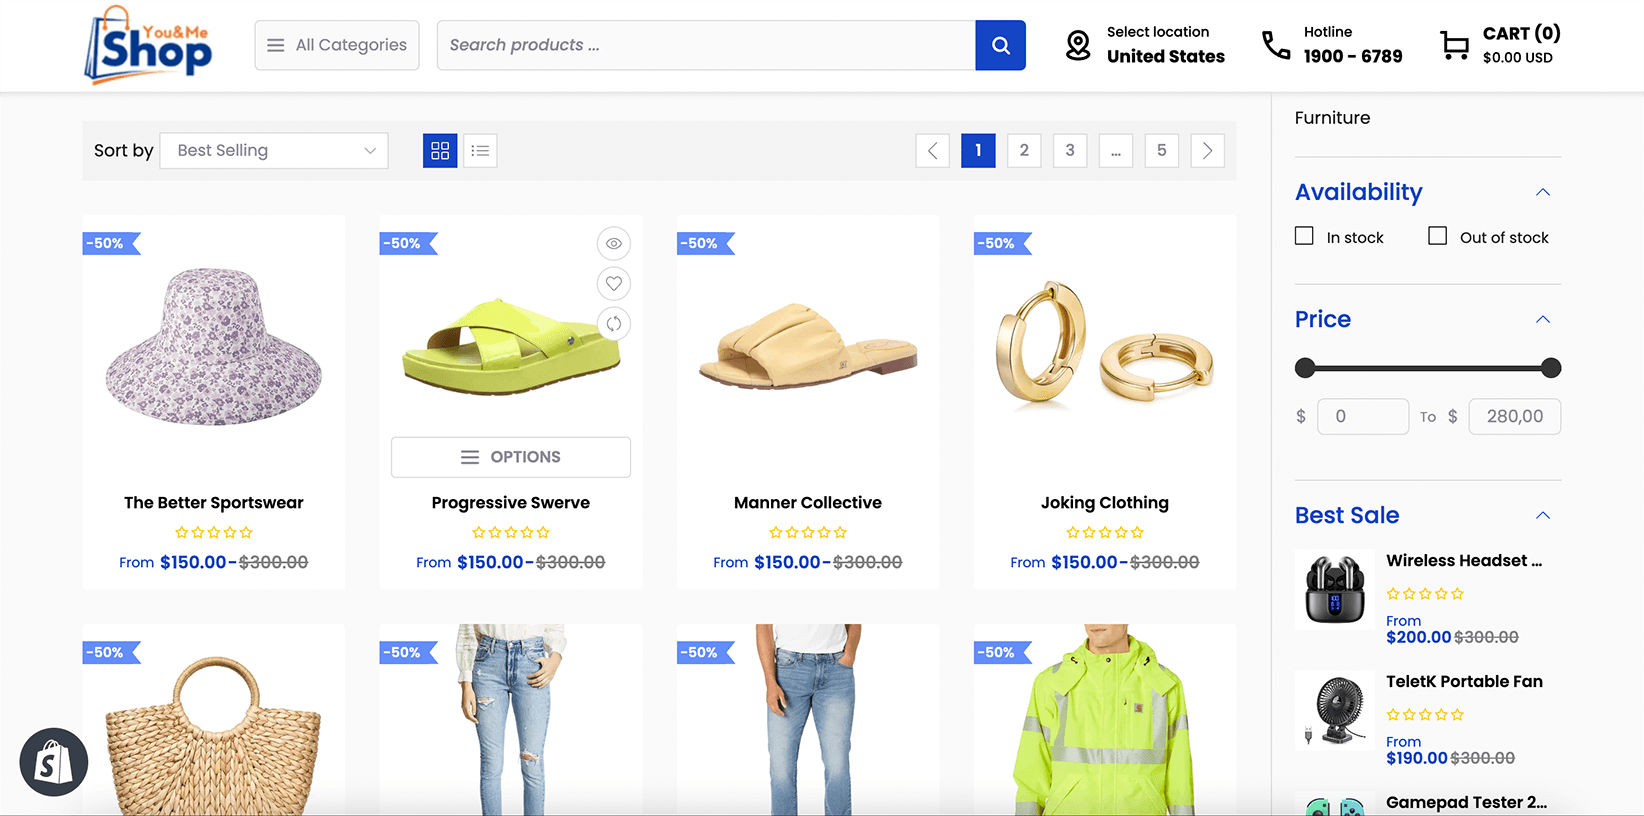 You&Me
Shop
All Categories
Search products ...
Select location
United States
Hotline
1900 - 6789
CART (0)
$0.00 USD
Sort by
Best Selling
1
2
3
...
5
-50%
-50%
-50%
-50%
OPTIONS
The Better Sportswear
Progressive Swerve
Manner Collective
Joking Clothing
From $150.00-$300.00
From $150.00-$300.00
From $150.00-$300.00
From $150.00-$300.00
-50%
-50%
-50%
-50%
Furniture
Availability
In stock
Out of stock
Price
$ 0 To $ 280,00
Best Sale
Wireless Headset ...
From
$200.00 $300.00
TeletK Portable Fan
From
$190.00 $300.00
Gamepad Tester 2...